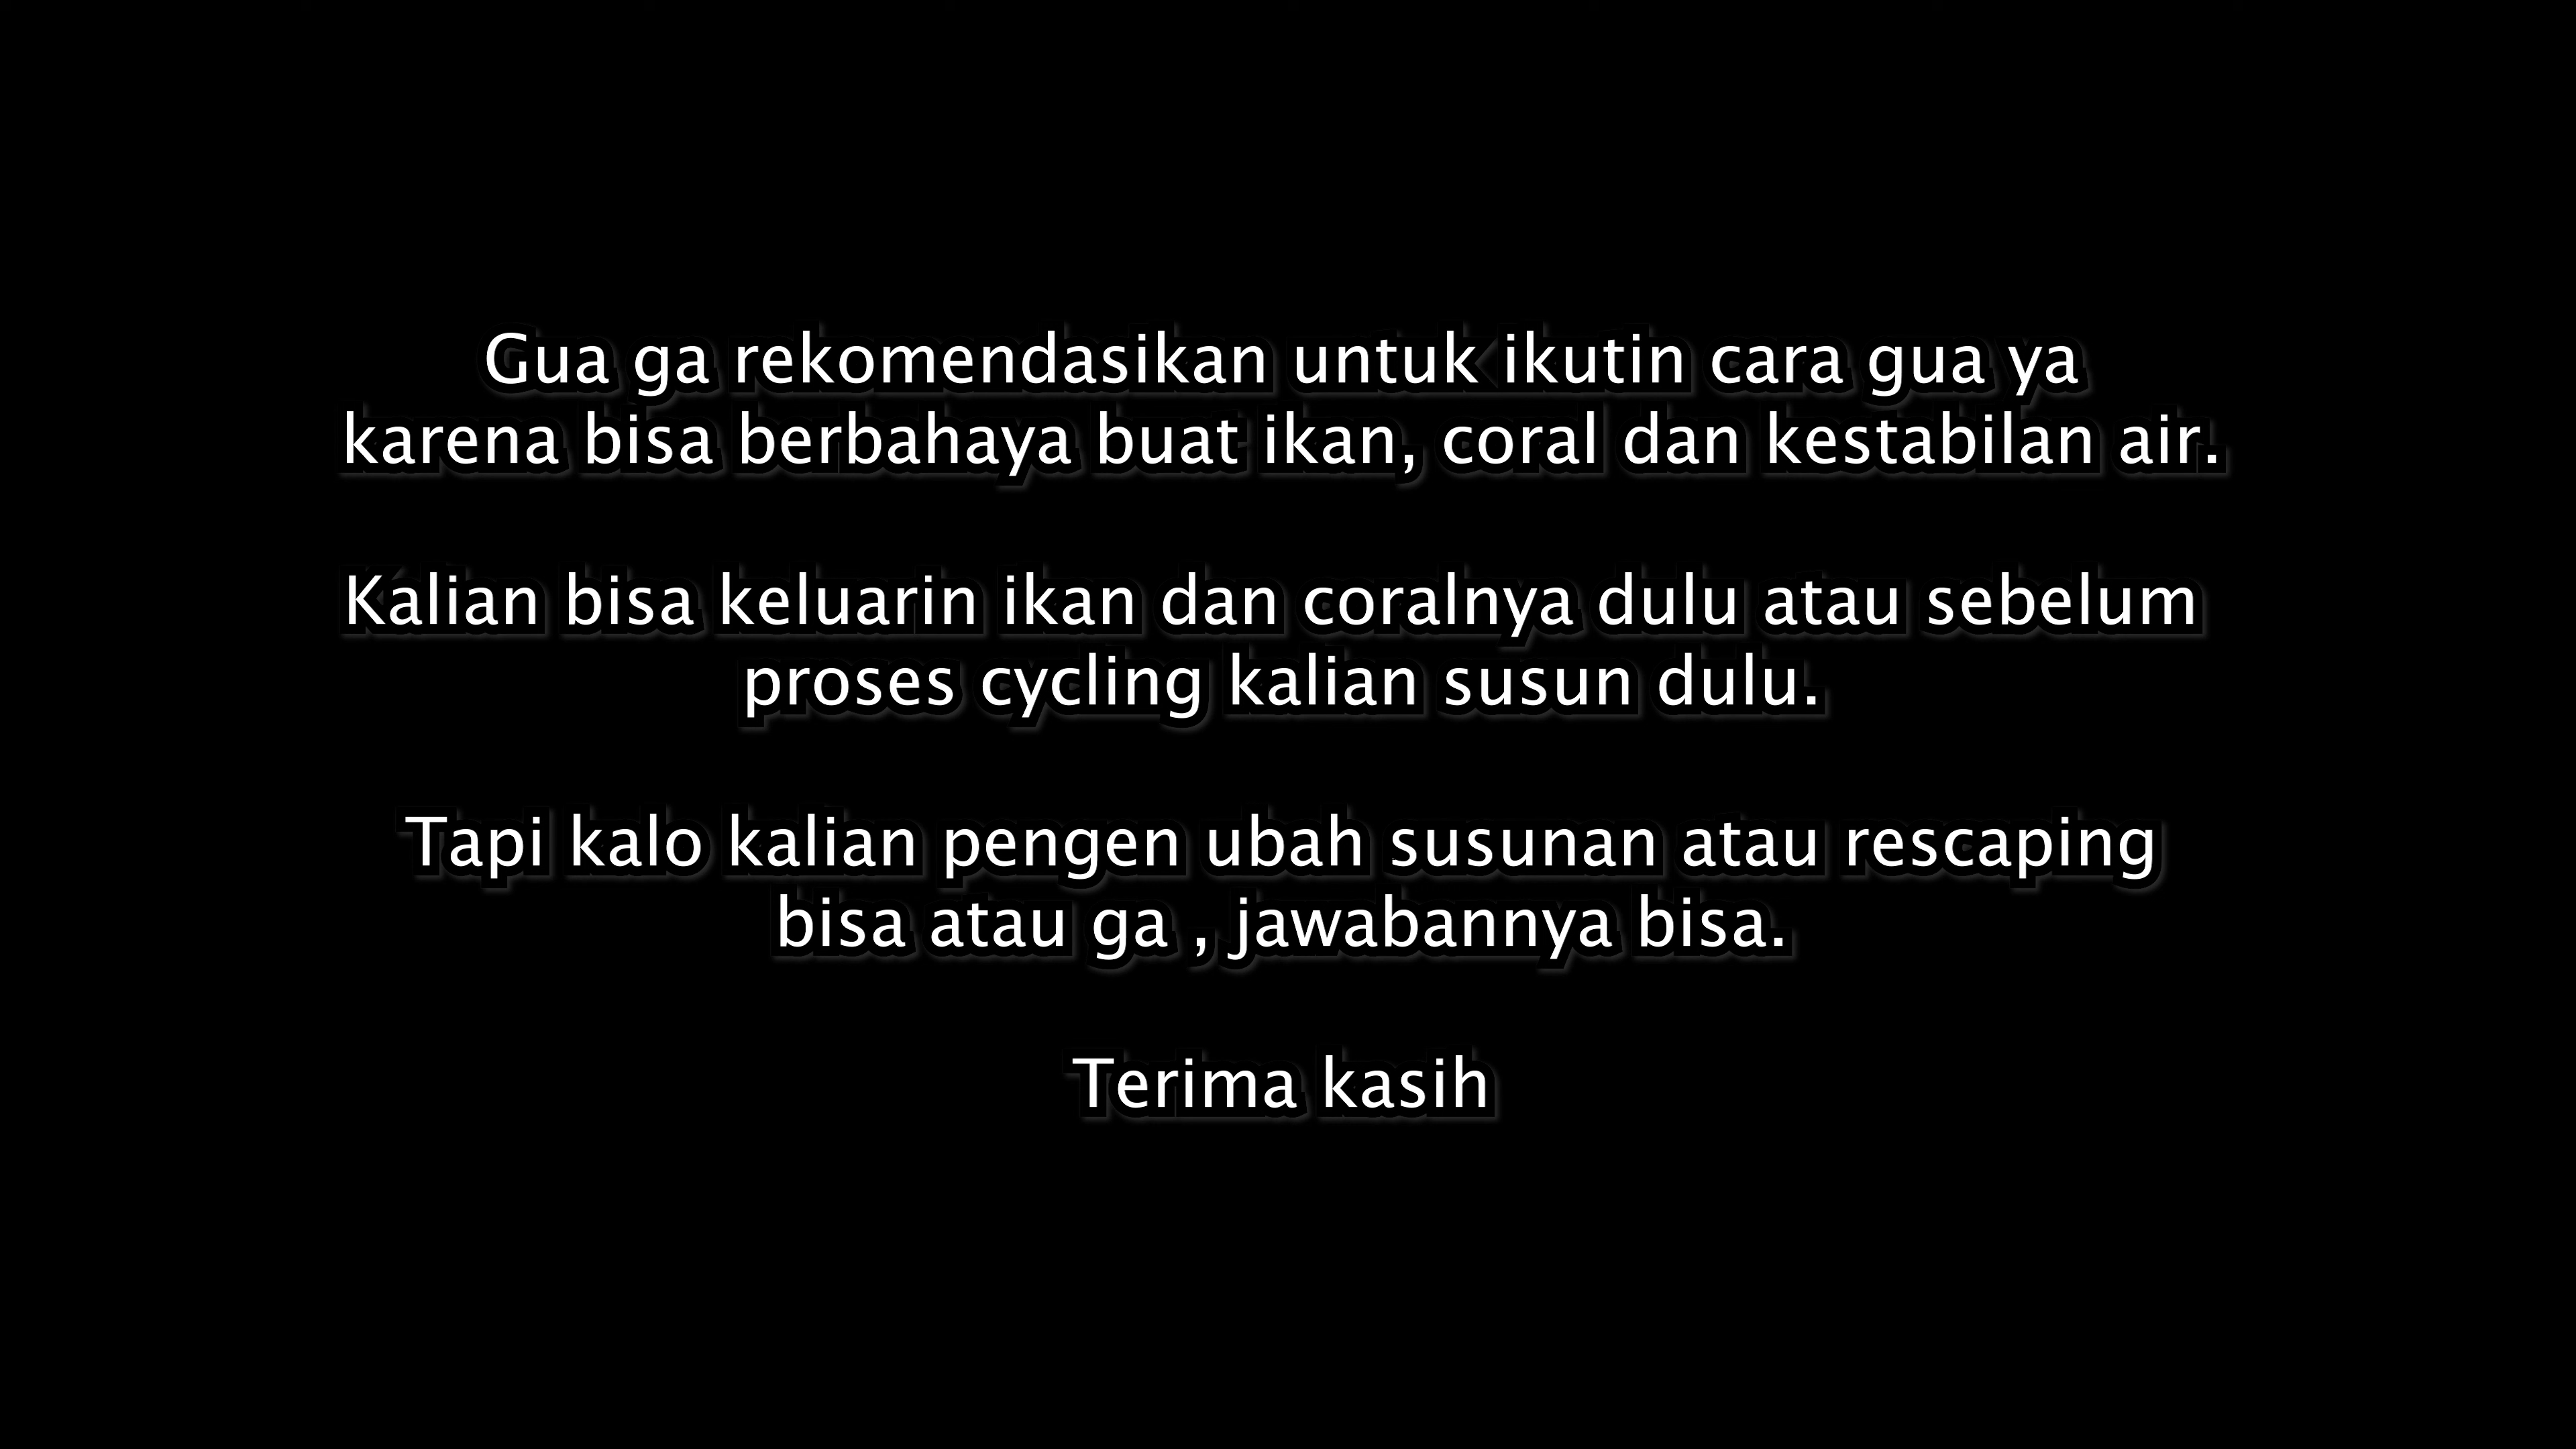 Gua ga rekomendasikan untuk ikutin cara gua ya
karena bisa berbahaya buat ikan, coral dan kestabilan air.
Kalian bisa keluarin ikan dan coralnya dulu atau sebelum
proses cycling kalian susun dulu.
Tapi kalo kalian pengen ubah susunan atau rescaping
bisa atau ga , jawabannya bisa.
Terima kasih